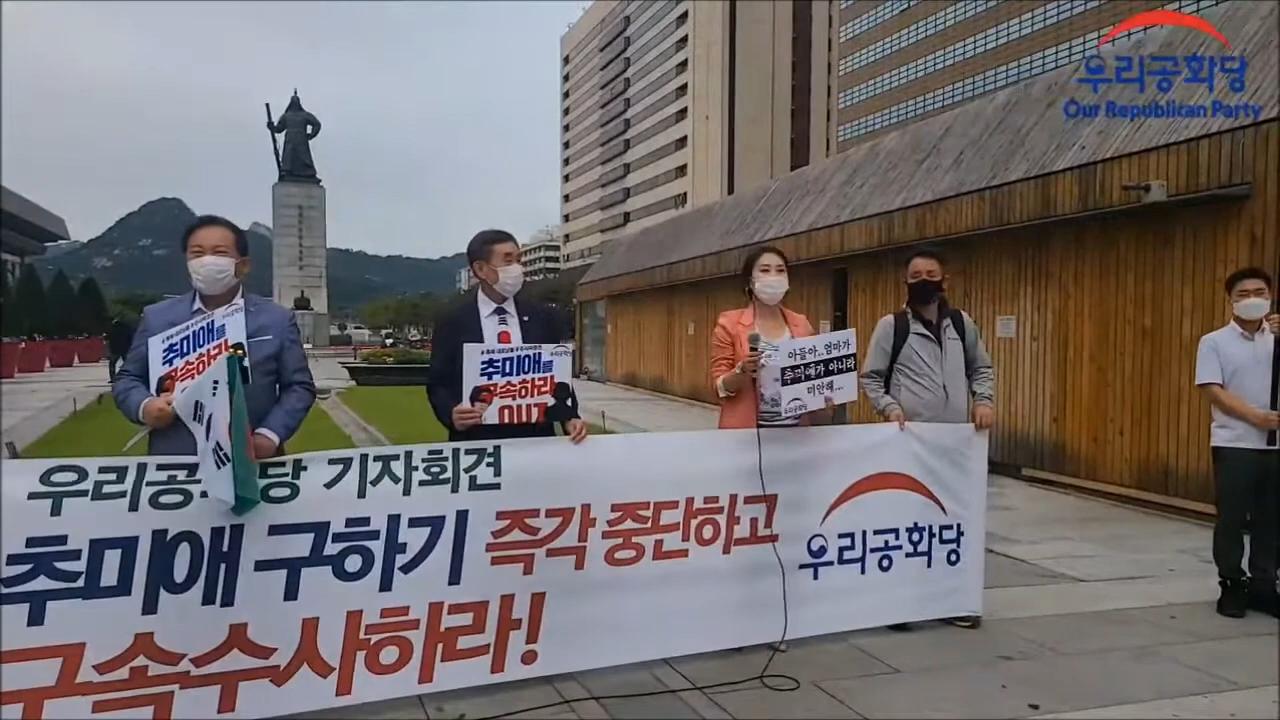 우리공화당
Our Republican Party
추미애를
구속하라
추미애를
구속하라
아들아.. 엄마가
추미애가 아니라
미안해....
우리공화당
우리공화당 기자회견
추미애 구하기 즉각 중단하고
구속수사하라!
우리공화당